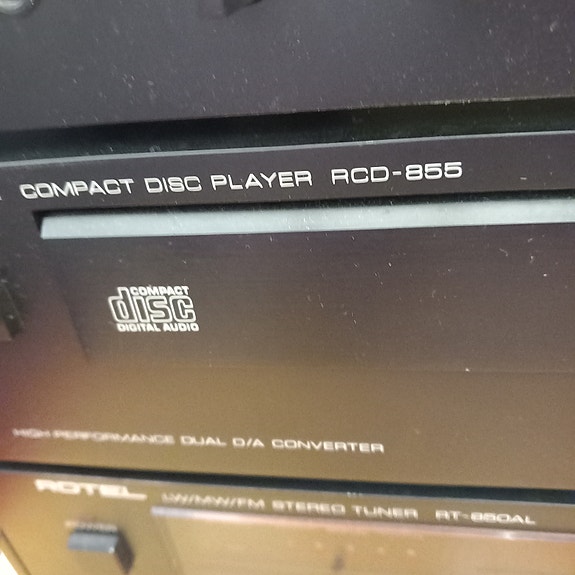 COMPACT DISC PLAYER RCD-855
COMPACT
disc
DIGITAL AUDIO
HIGH PERFORMANCE DUAL D/A CONVERTER
ROTEL LW/MW/FM STEREO TUNER RT-850AL
POWER